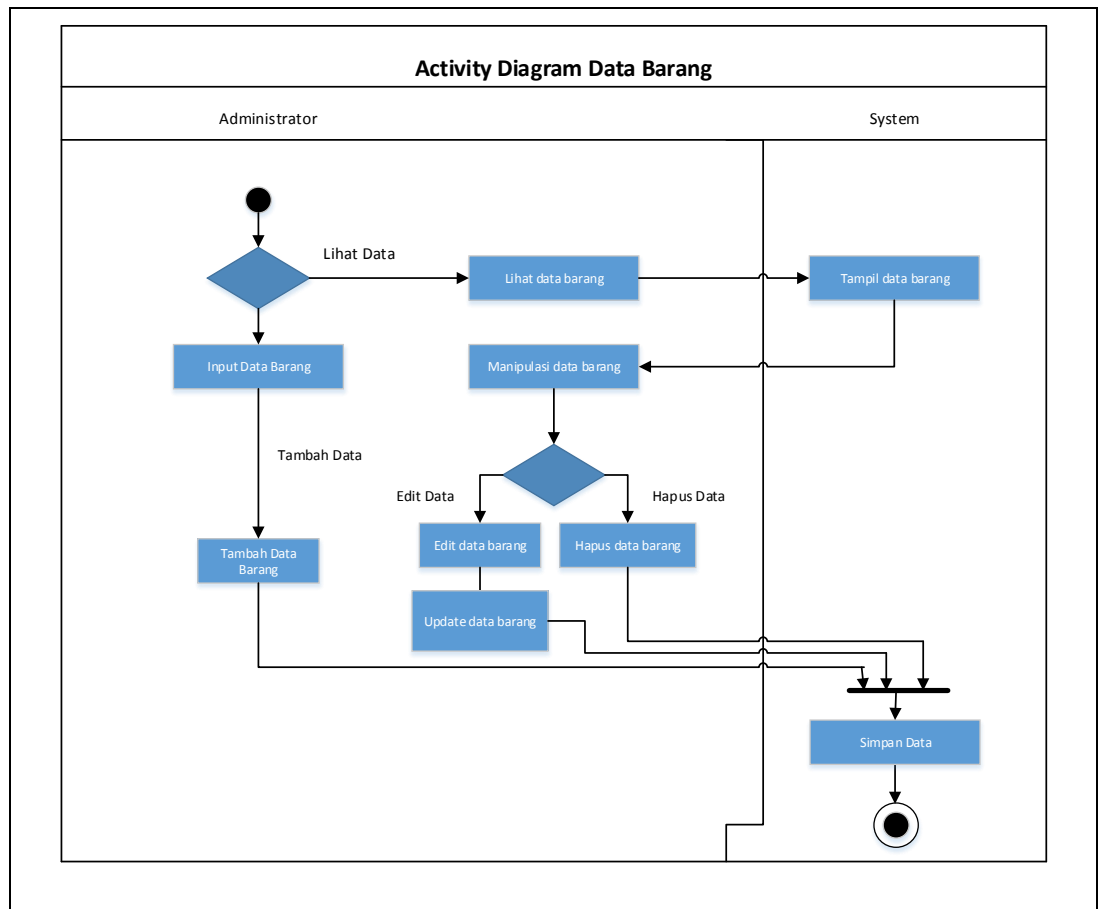 Activity Diagram Data Barang
Administrator
System
Lihat Data
Lihat data barang
Tampil data barang
Input Data Barang
Manipulasi data barang
Tambah Data
Edit Data
Hapus Data
Edit data barang
Hapus data barang
Tambah Data
Barang
Update data barang
Simpan Data